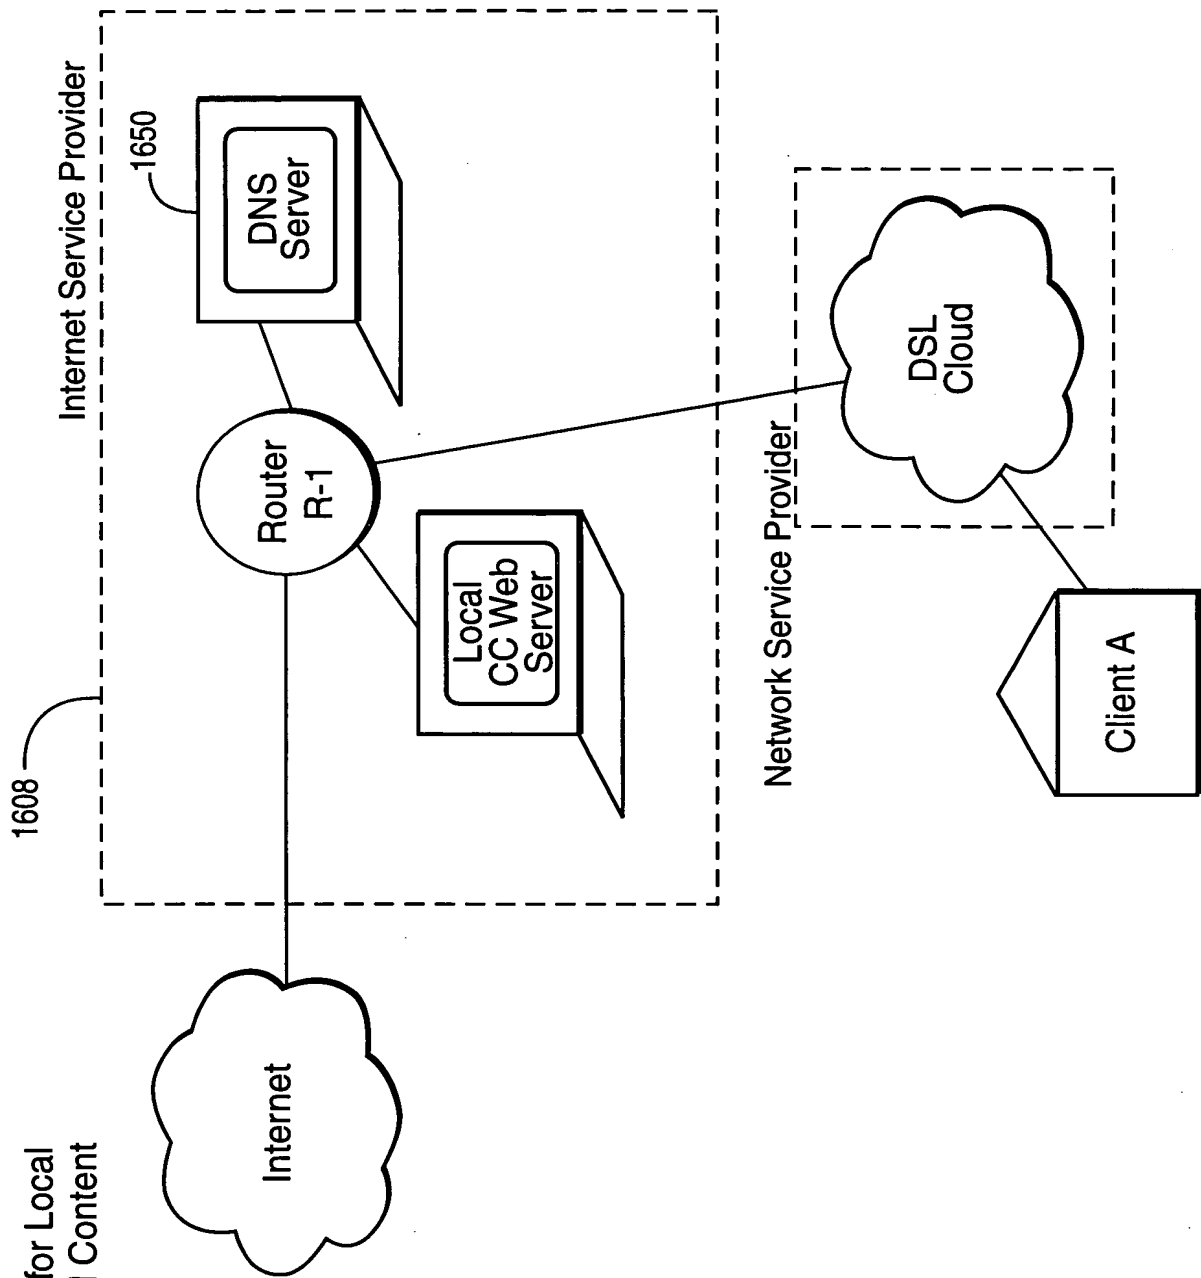 for Local
Content
1608
Internet Service Provider
1650
DNS
Server
Router
R-1
Local
CC Web
Server
Internet
Network Service Provider
DSL
Cloud
Client A